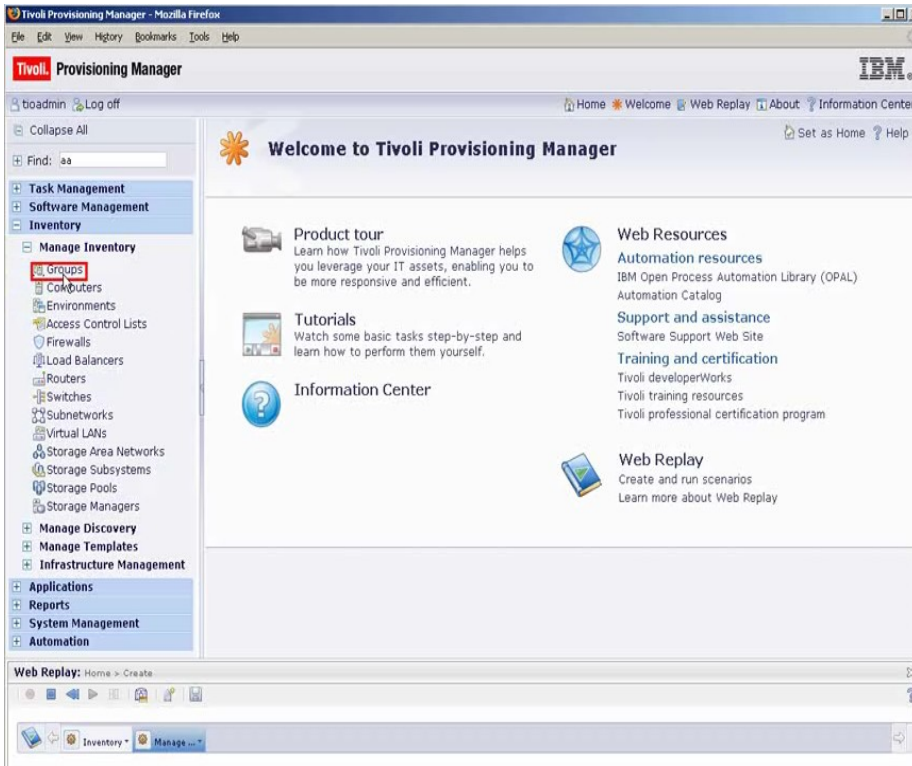 Tivoli Provisioning Manager - Mozilla Firefox
File Edit View History Bookmarks Tools Help
Tivoli. Provisioning Manager
IBM.
tioadmin Log off
Home Welcome Web Replay About Information Center
Collapse All
Set as Home Help
Find: aa
Welcome to Tivoli Provisioning Manager
Task Management
Software Management
Inventory
Manage Inventory
Groups
Computers
Environments
Access Control Lists
Firewalls
Load Balancers
Routers
Switches
Subnetworks
Virtual LANs
Storage Area Networks
Storage Subsystems
Storage Pools
Storage Managers
Manage Discovery
Manage Templates
Infrastructure Management
Applications
Reports
System Management
Automation
Product tour
Learn how Tivoli Provisioning Manager helps
you leverage your IT assets, enabling you to
be more responsive and efficient.
Tutorials
Watch some basic tasks step-by-step and
learn how to perform them yourself.
Information Center
Web Resources
Automation resources
IBM Open Process Automation Library (OPAL)
Automation Catalog
Support and assistance
Software Support Web Site
Training and certification
Tivoli developerWorks
Tivoli training resources
Tivoli professional certification program
Web Replay
Create and run scenarios
Learn more about Web Replay
Web Replay: Home > Create
Inventory
Manage ...